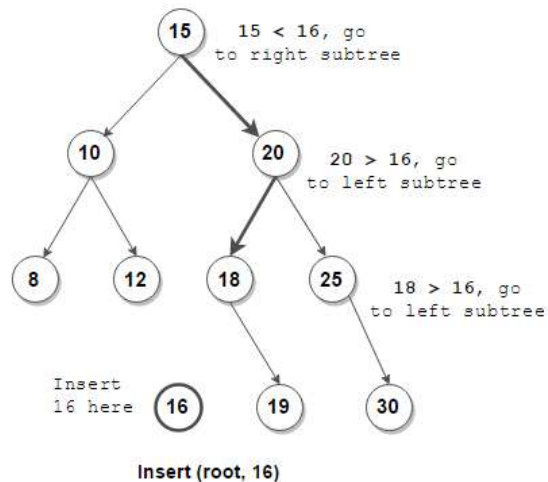 15
15 < 16, go
to right subtree
10
20
20 > 16, go
to left subtree
8
12
18
25
18 > 16, go
to left subtree
Insert
16 here
16
19
30
Insert (root, 16)